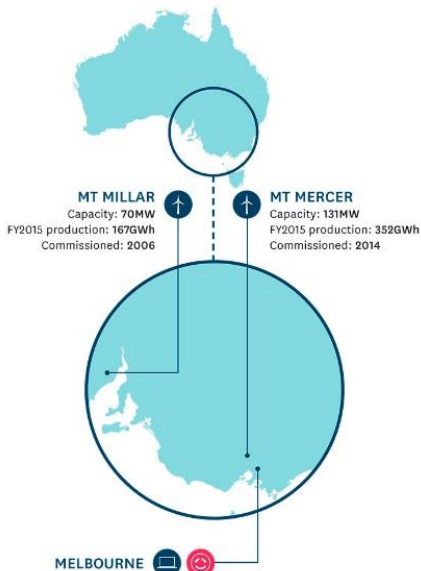 MT MILLAR
Capacity: 70MW
FY2015 production: 167GWh
Commissioned: 2006
MT MERCER
Capacity: 131MW
FY2015 production: 352GWh
Commissioned: 2014
MELBOURNE